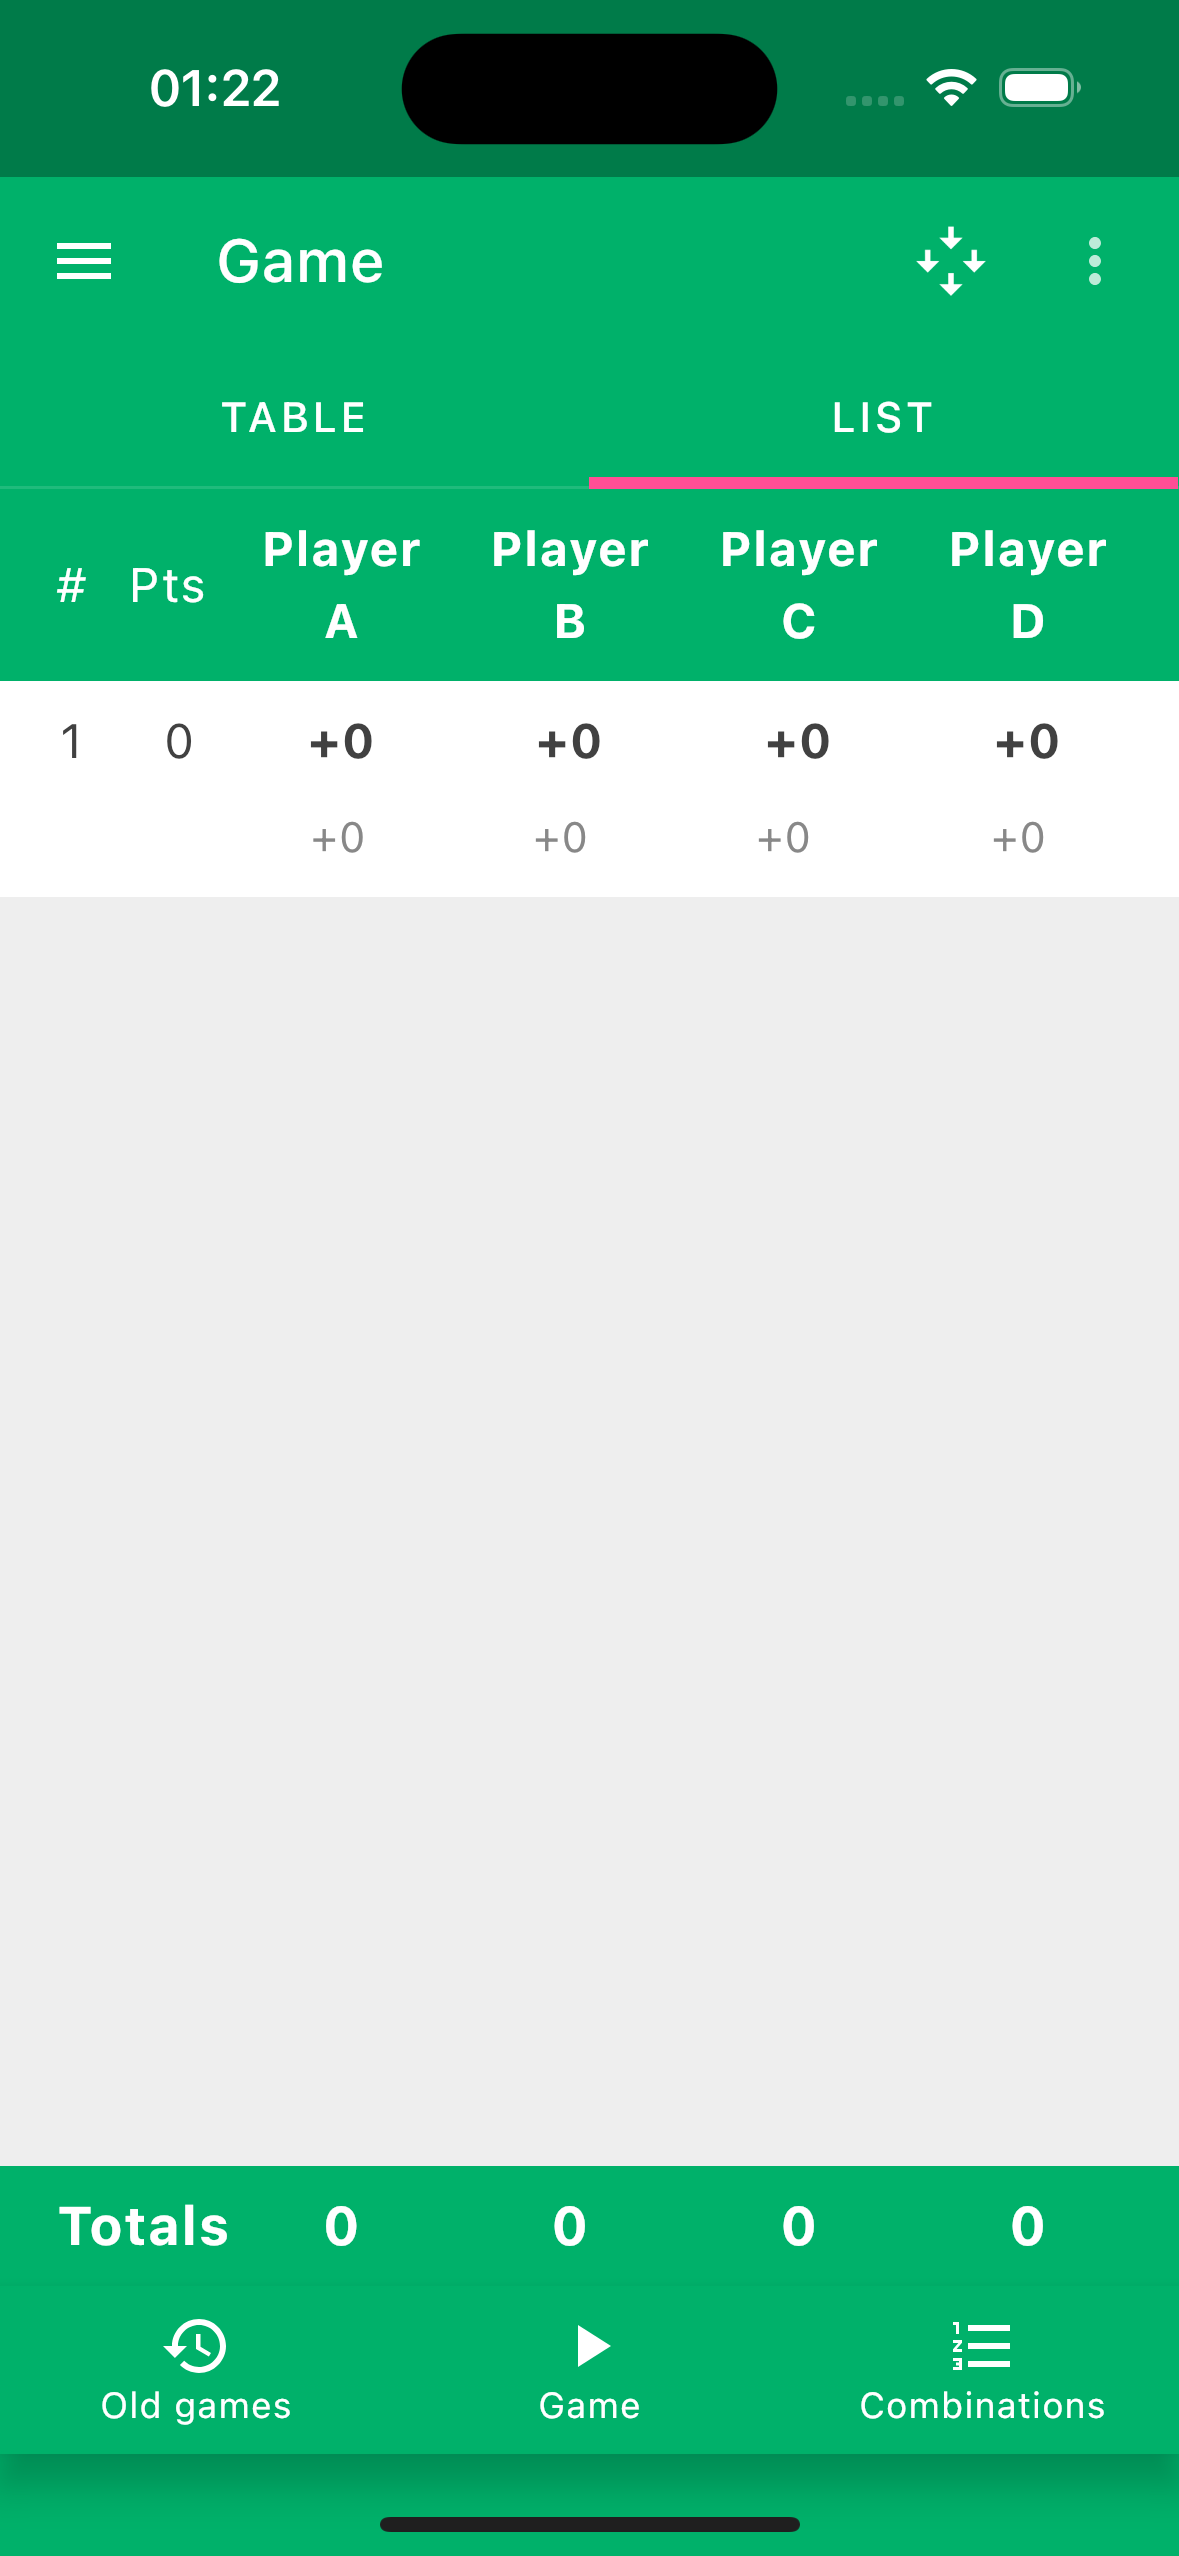 01:22
Game
TABLE LIST
# Pts Player A Player B Player C Player D
1 0 +0 +0 +0 +0
+0 +0 +0 +0
Totals 0 0 0 0
Old games Game Combinations